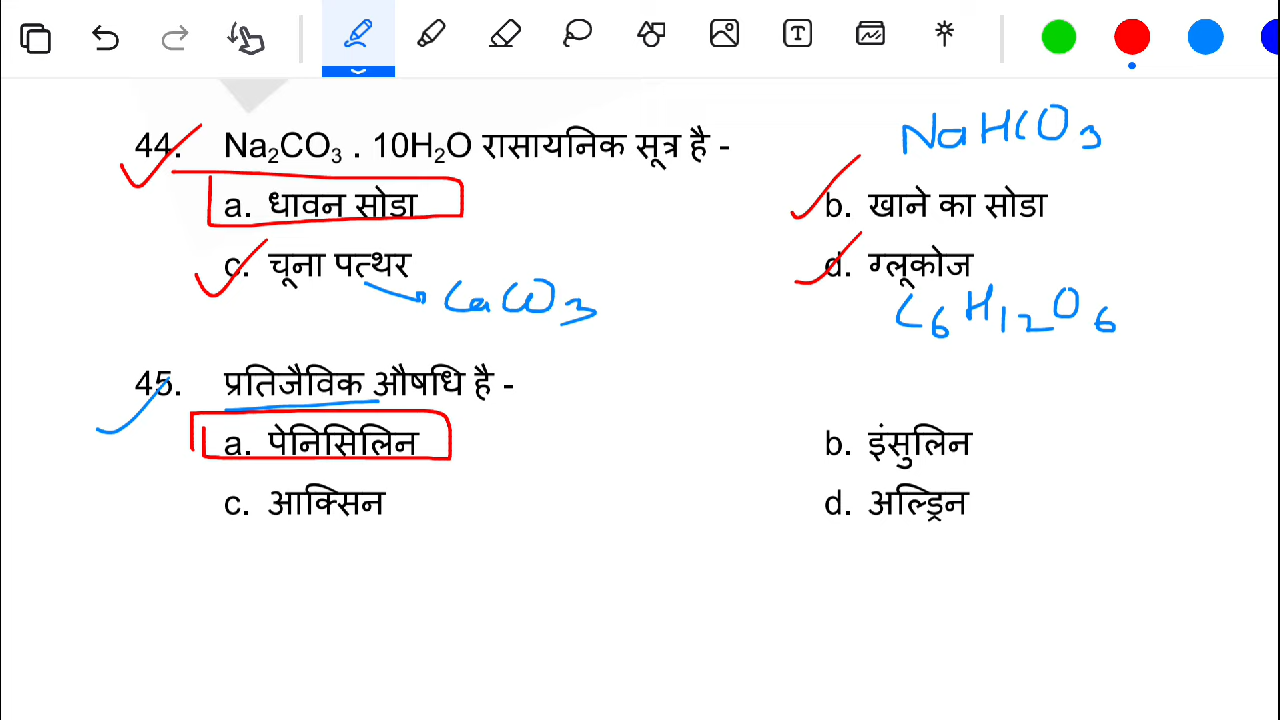 NaHCO3
44. Na₂CO₃ . 10H₂O रासायनिक सूत्र है -
a. धावन सोडा b. खाने का सोडा
c. चूना पत्थर d. ग्लूकोज
CaCO3 C6H12O6
45. प्रतिजैविक औषधि है -
a. पेनिसिलिन b. इंसुलिन
c. आक्सिन d. अल्ड्रिन